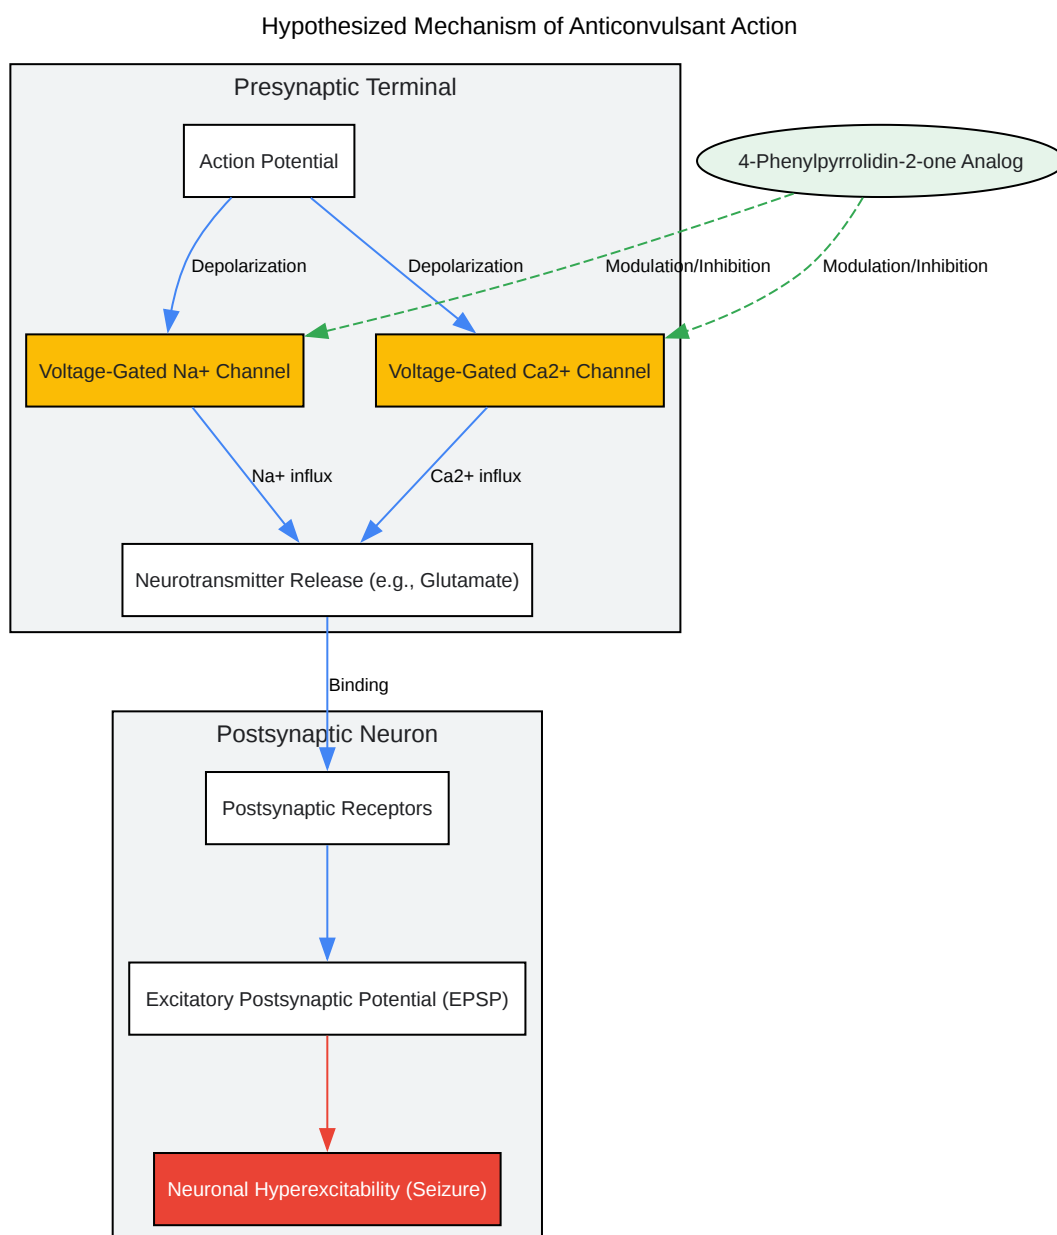 Hypothesized Mechanism of Anticonvulsant Action
Presynaptic Terminal
Action Potential
4-Phenylpyrrolidin-2-one Analog
Depolarization
Depolarization
Modulation/Inhibition
Modulation/Inhibition
Voltage-Gated Na+ Channel
Voltage-Gated Ca2+ Channel
Na+ influx
Ca2+ influx
Neurotransmitter Release (e.g., Glutamate)
Binding
Postsynaptic Neuron
Postsynaptic Receptors
Excitatory Postsynaptic Potential (EPSP)
Neuronal Hyperexcitability (Seizure)